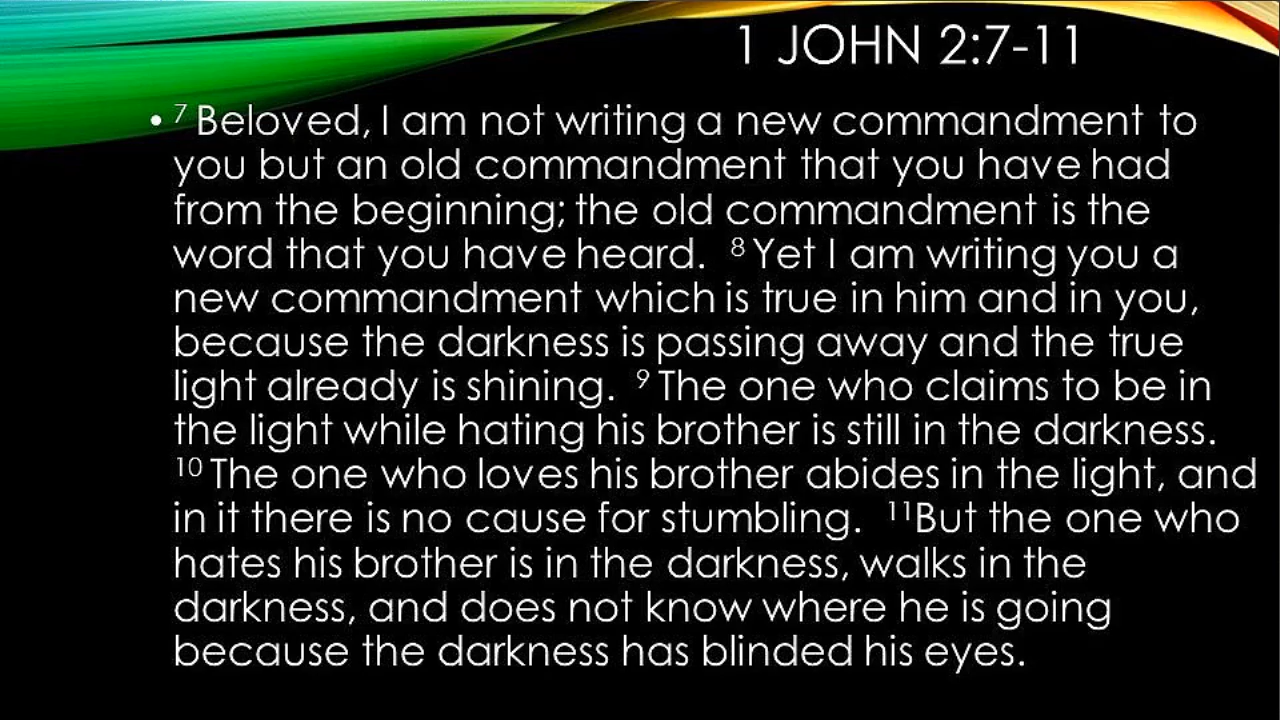 1 JOHN 2:7-11
• 7 Beloved, I am not writing a new commandment to
you but an old commandment that you have had
from the beginning; the old commandment is the
word that you have heard. 8 Yet I am writing you a
new commandment which is true in him and in you,
because the darkness is passing away and the true
light already is shining. 9 The one who claims to be in
the light while hating his brother is still in the darkness.
10 The one who loves his brother abides in the light, and
in it there is no cause for stumbling. 11But the one who
hates his brother is in the darkness, walks in the
darkness, and does not know where he is going
because the darkness has blinded his eyes.